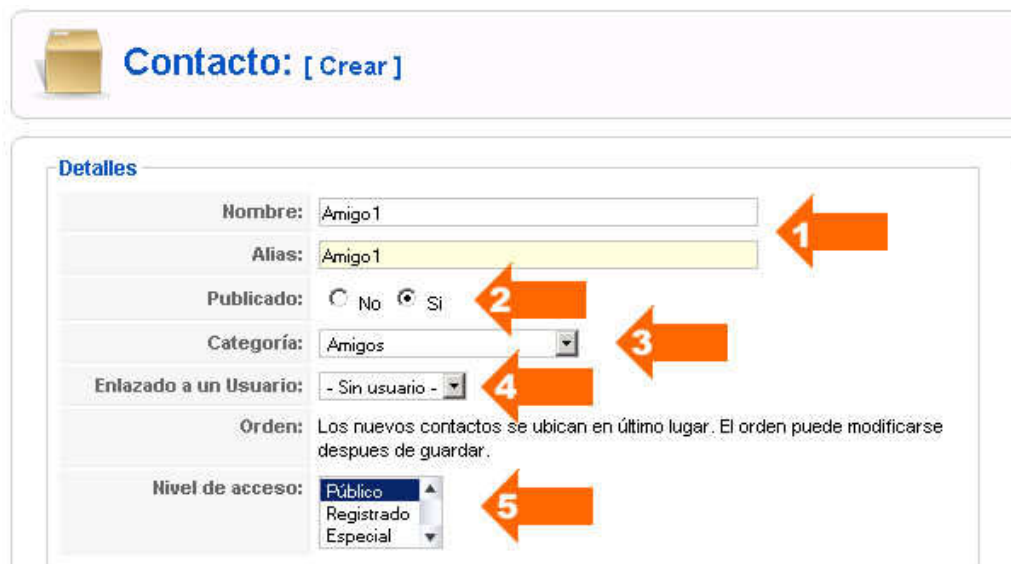 Contacto: [ Crear ]
Detalles
Nombre: Amigo1
1
Alias: Amigo1
Publicado: No Si
2
Categoría: Amigos
3
Enlazado a un Usuario: - Sin usuario -
4
Orden: Los nuevos contactos se ubican en último lugar. El orden puede modificarse
despues de guardar.
Nivel de acceso: Público
Registrado
Especial
5